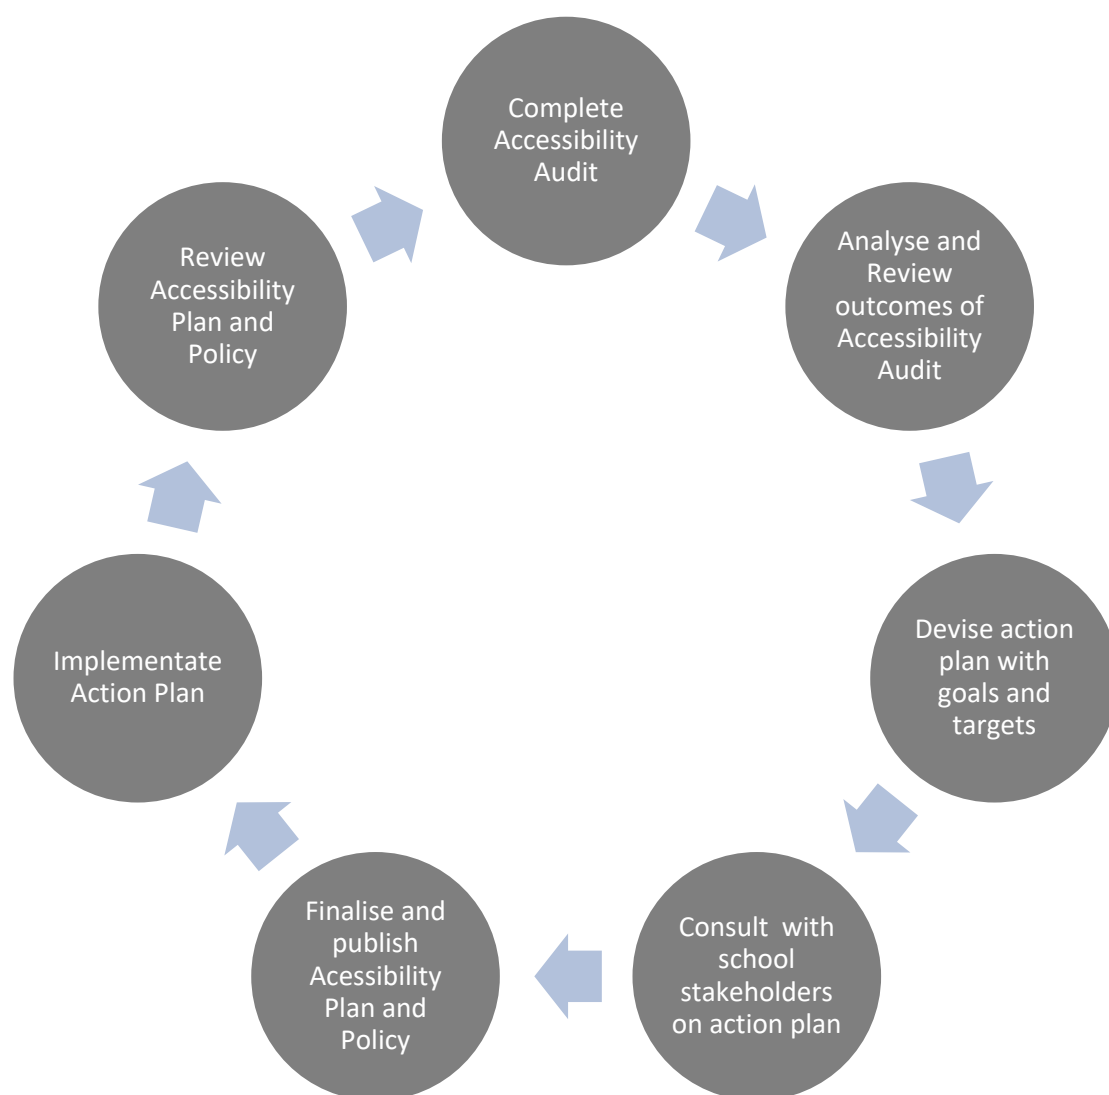 Complete
Accessibility
Audit
Analyse and
Review
outcomes of
Accessibility
Audit
Devise action
plan with
goals and
targets
Consult  with
school
stakeholders
on action plan
Finalise and
publish
Acessibility
Plan and
Policy
Implementate
Action Plan
Review
Accessibility
Plan and
Policy